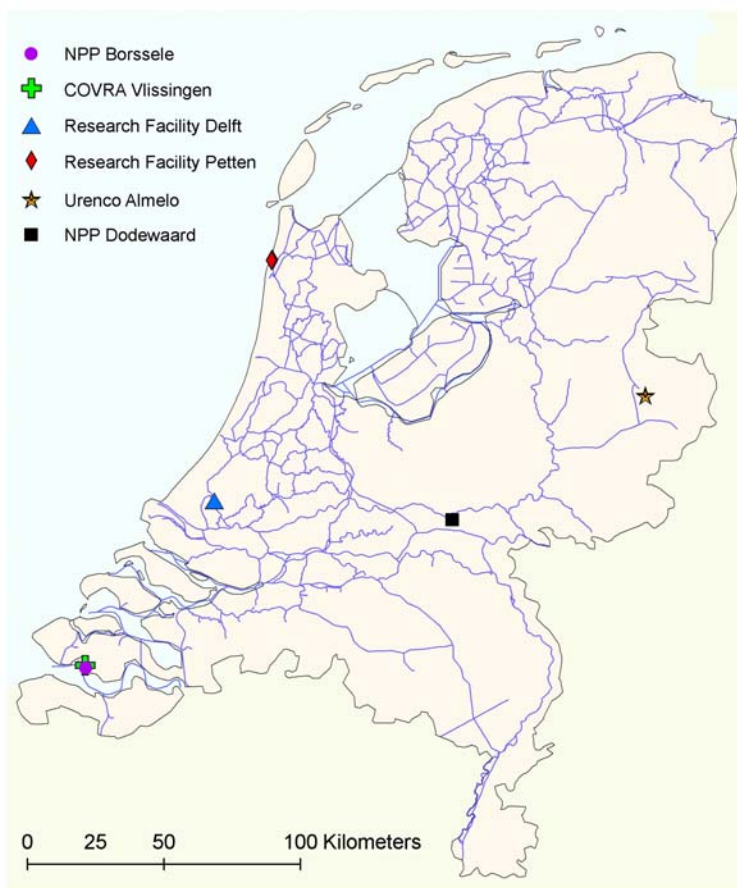 NPP Borssele
COVRA Vlissingen
Research Facility Delft
Research Facility Petten
Urenco Almelo
NPP Dodewaard
0 25 50 100 Kilometers